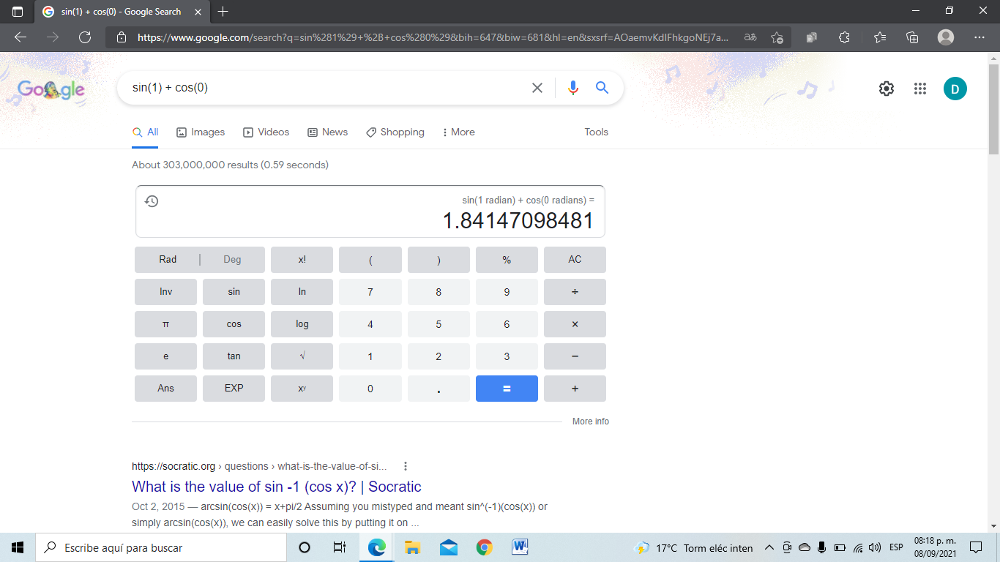 sin(1) + cos(0) - Google Search
https://www.google.com/search?q=sin%281%29+%2B+cos%280%29&bih=647&biw=681&hl=en&sxsrf=AOaemvKdIFhkgoNEj7a...
Google
sin(1) + cos(0)
D
All Images Videos News Shopping More Tools
About 303,000,000 results (0.59 seconds)
sin(1 radian) + cos(0 radians) =
1.84147098481
Rad | Deg x! ( ) % AC
Inv sin ln 7 8 9 ÷
π cos log 4 5 6 ×
e tan √ 1 2 3 −
Ans EXP xʸ 0 . = +
More info
https://socratic.org › questions › what-is-the-value-of-si...
What is the value of sin -1 (cos x)? | Socratic
Oct 2, 2015 — arcsin(cos(x)) = x+pi/2 Assuming you mistyped and meant sin^(-1)(cos(x)) or
simply arcsin(cos(x)), we can easily solve this by putting it on ...
Escribe aquí para buscar
17°C Torm eléc inten
ESP
08:18 p. m.
08/09/2021